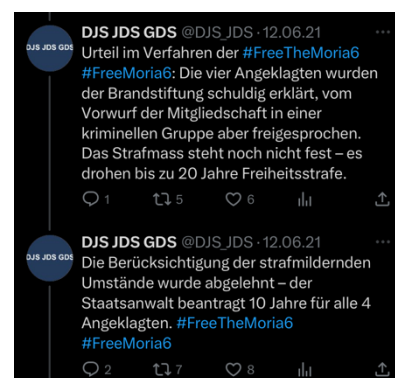 DJS JDS GDS @DJS_JDS · 12.06.21
DJS JDS GDS
Urteil im Verfahren der #FreeTheMoria6
#FreeMoria6: Die vier Angeklagten wurden
der Brandstiftung schuldig erklärt, vom
Vorwurf der Mitgliedschaft in einer
kriminellen Gruppe aber freigesprochen.
Das Strafmass steht noch nicht fest – es
drohen bis zu 20 Jahre Freiheitsstrafe.
1 5 6
DJS JDS GDS @DJS_JDS · 12.06.21
DJS JDS GDS
Die Berücksichtigung der strafmildernden
Umstände wurde abgelehnt – der
Staatsanwalt beantragt 10 Jahre für alle 4
Angeklagten. #FreeTheMoria6
#FreeMoria6
2 7 8